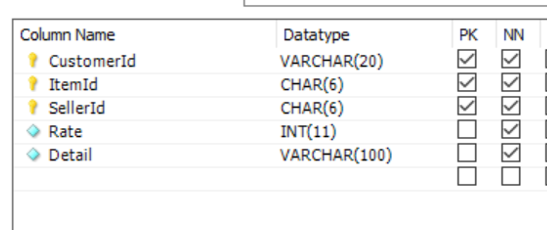 Column Name Datatype PK NN
CustomerId VARCHAR(20)
ItemId CHAR(6)
SellerId CHAR(6)
Rate INT(11)
Detail VARCHAR(100)